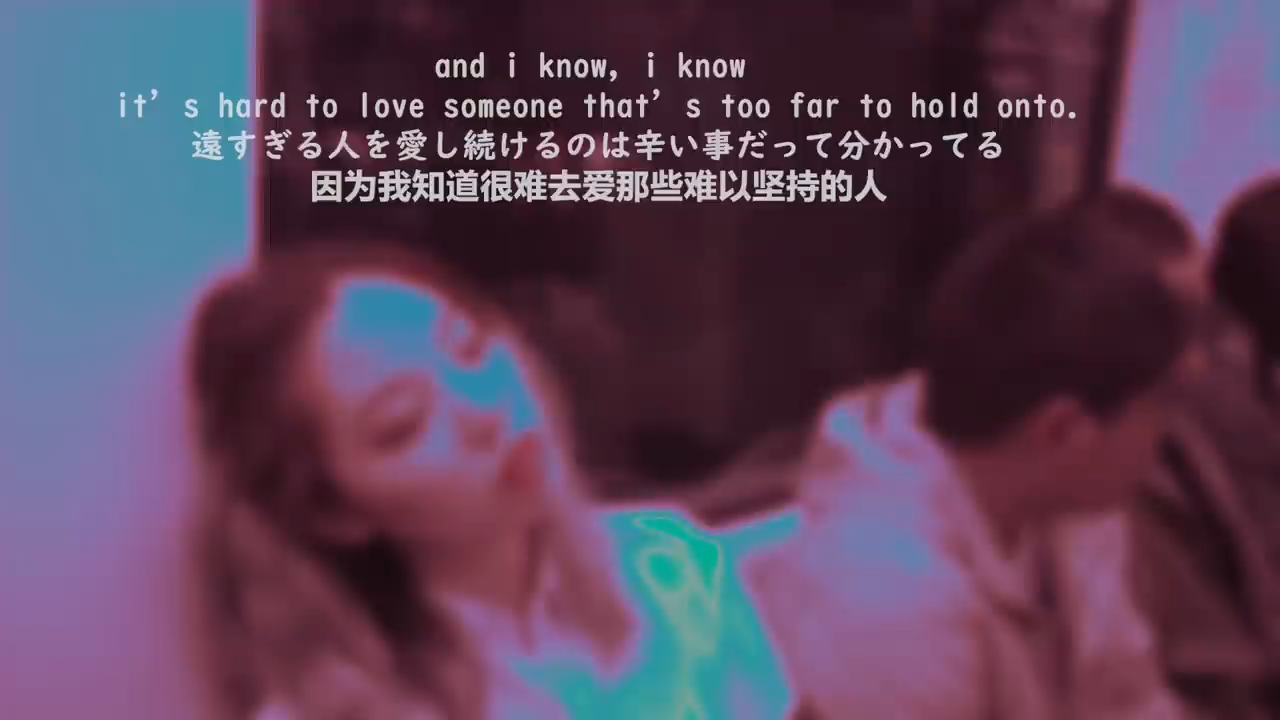 and i know, i know
it's hard to love someone that's too far to hold onto.
遠すぎる人を愛し続けるのは辛い事だって分かってる
因为我知道很难去爱那些难以坚持的人